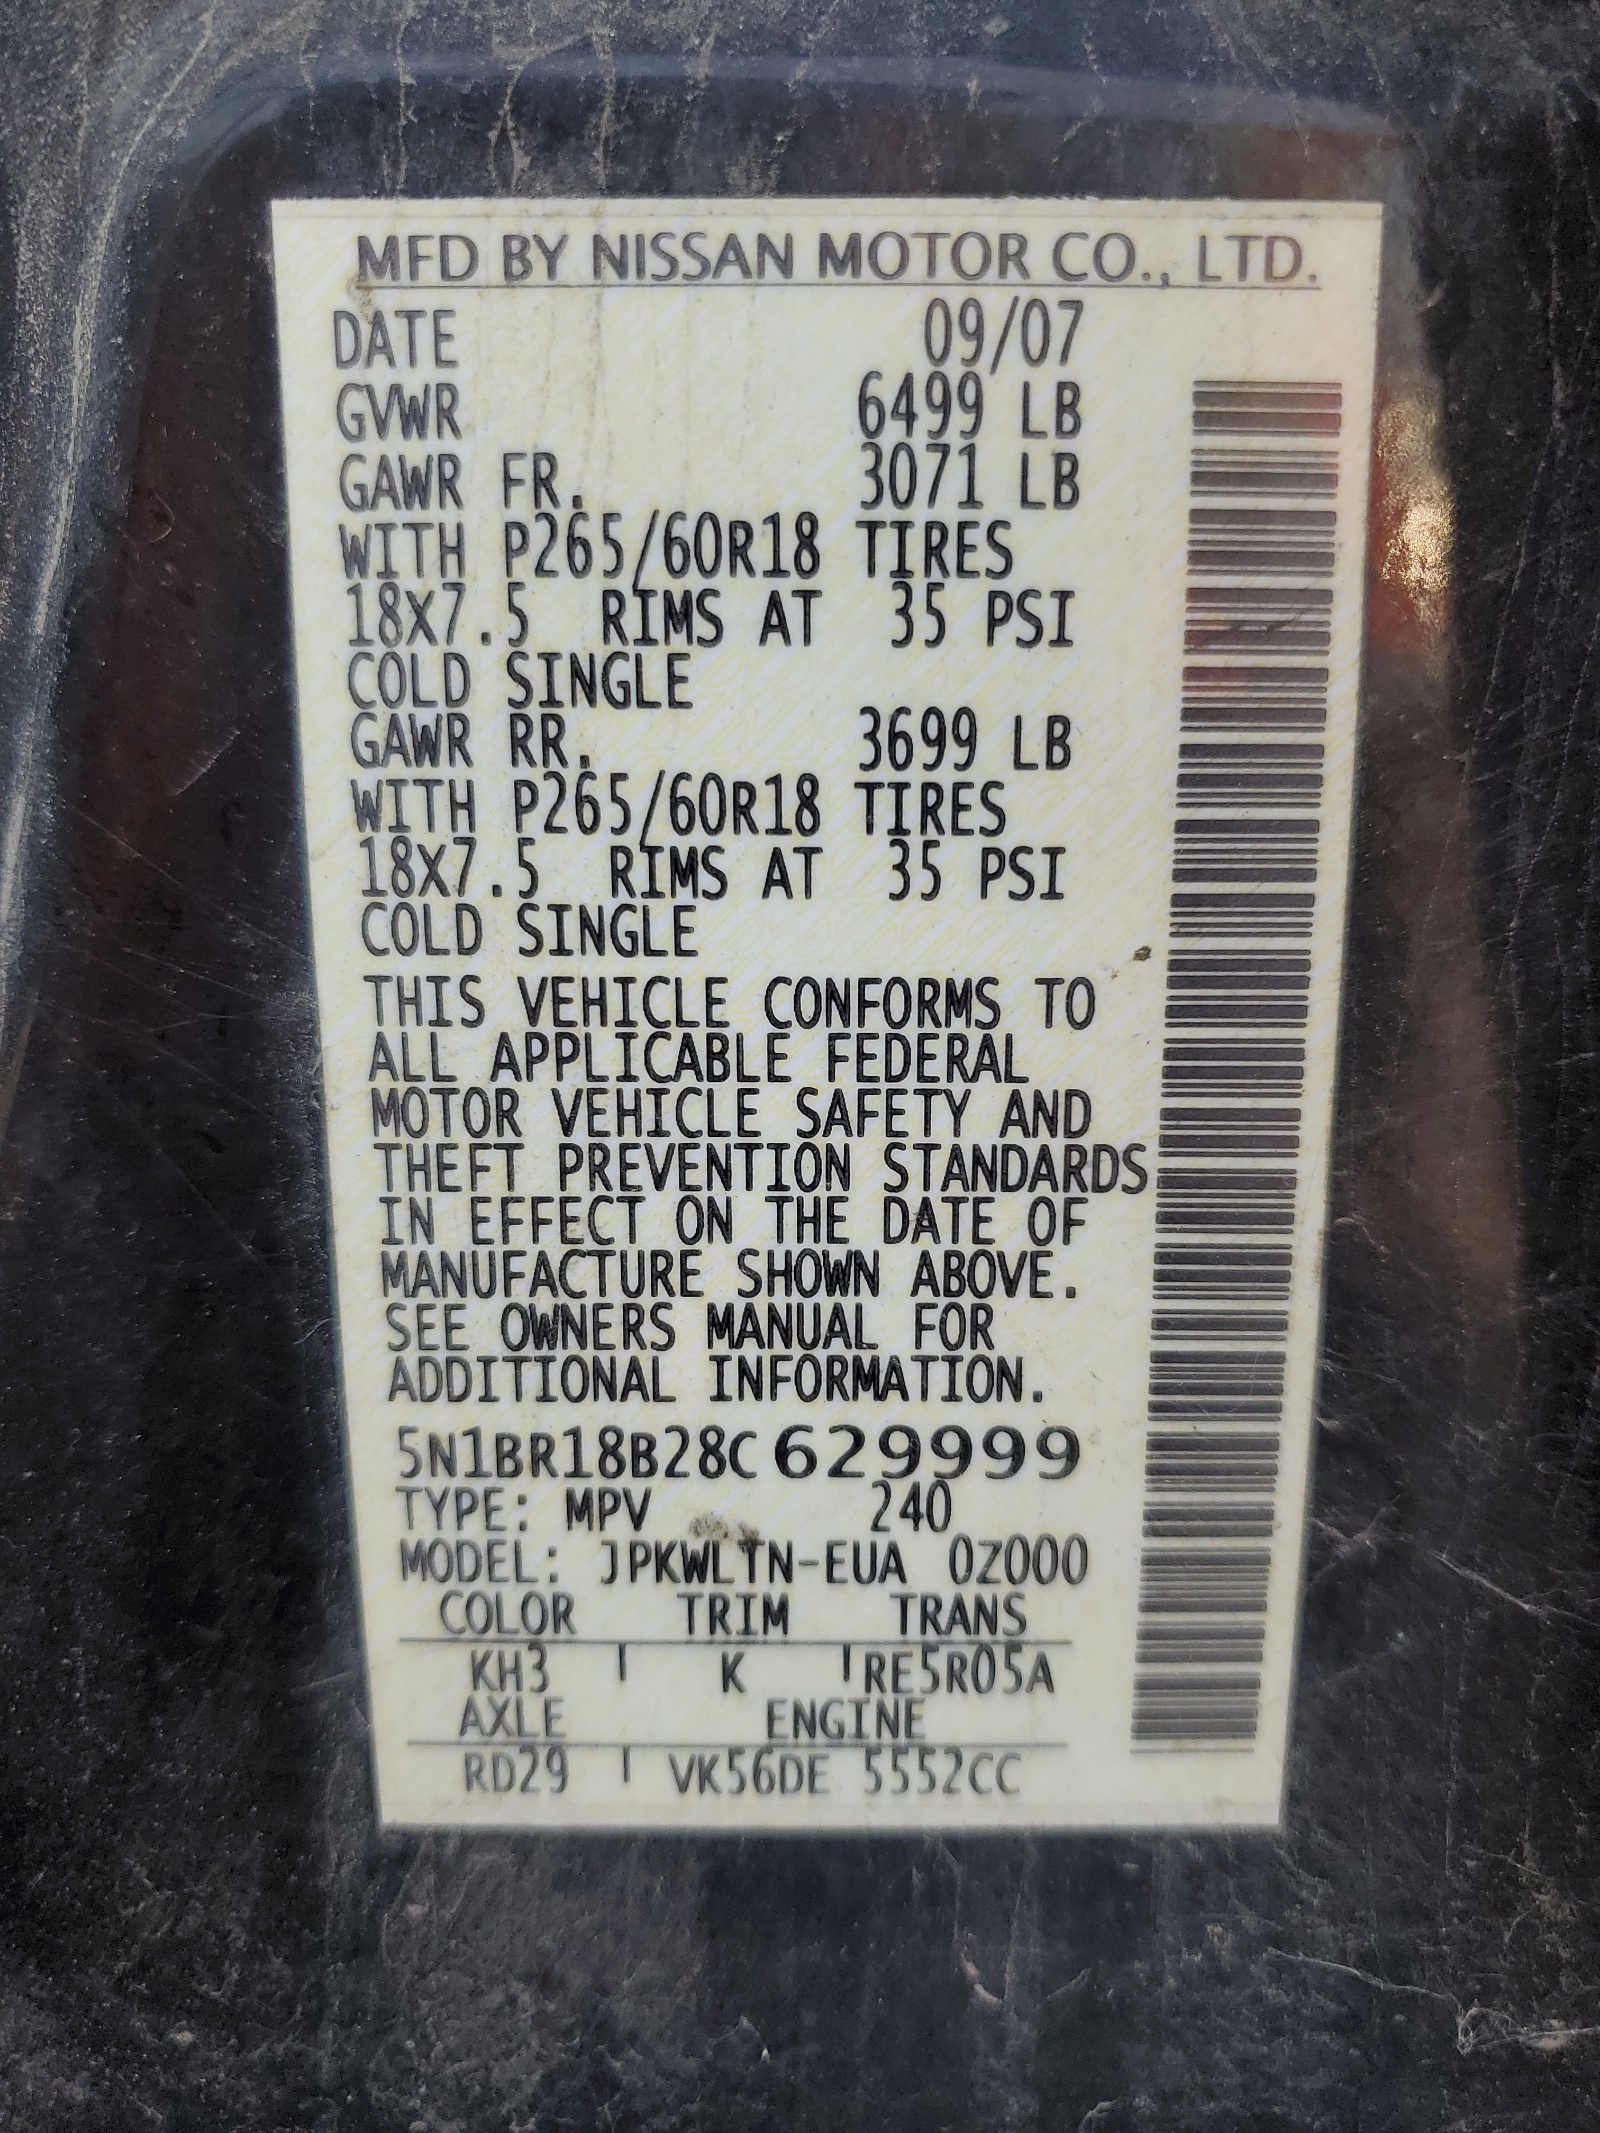 MFD BY NISSAN MOTOR CO., LTD.
DATE 09/07
GVWR 6499 LB
GAWR FR. 3071 LB
WITH P265/60R18 TIRES
18X7.5 RIMS AT 35 PSI
COLD SINGLE
GAWR RR. 3699 LB
WITH P265/60R18 TIRES
18X7.5 RIMS AT 35 PSI
COLD SINGLE
THIS VEHICLE CONFORMS TO
ALL APPLICABLE FEDERAL
MOTOR VEHICLE SAFETY AND
THEFT PREVENTION STANDARDS
IN EFFECT ON THE DATE OF
MANUFACTURE SHOWN ABOVE.
SEE OWNERS MANUAL FOR
ADDITIONAL INFORMATION.
5N1BR18B28C629999
TYPE: MPV 240
MODEL: JPKWLTN-EUA 0Z000
COLOR TRIM TRANS
KH3 K RE5R05A
AXLE ENGINE
RD29 VK56DE 5552CC